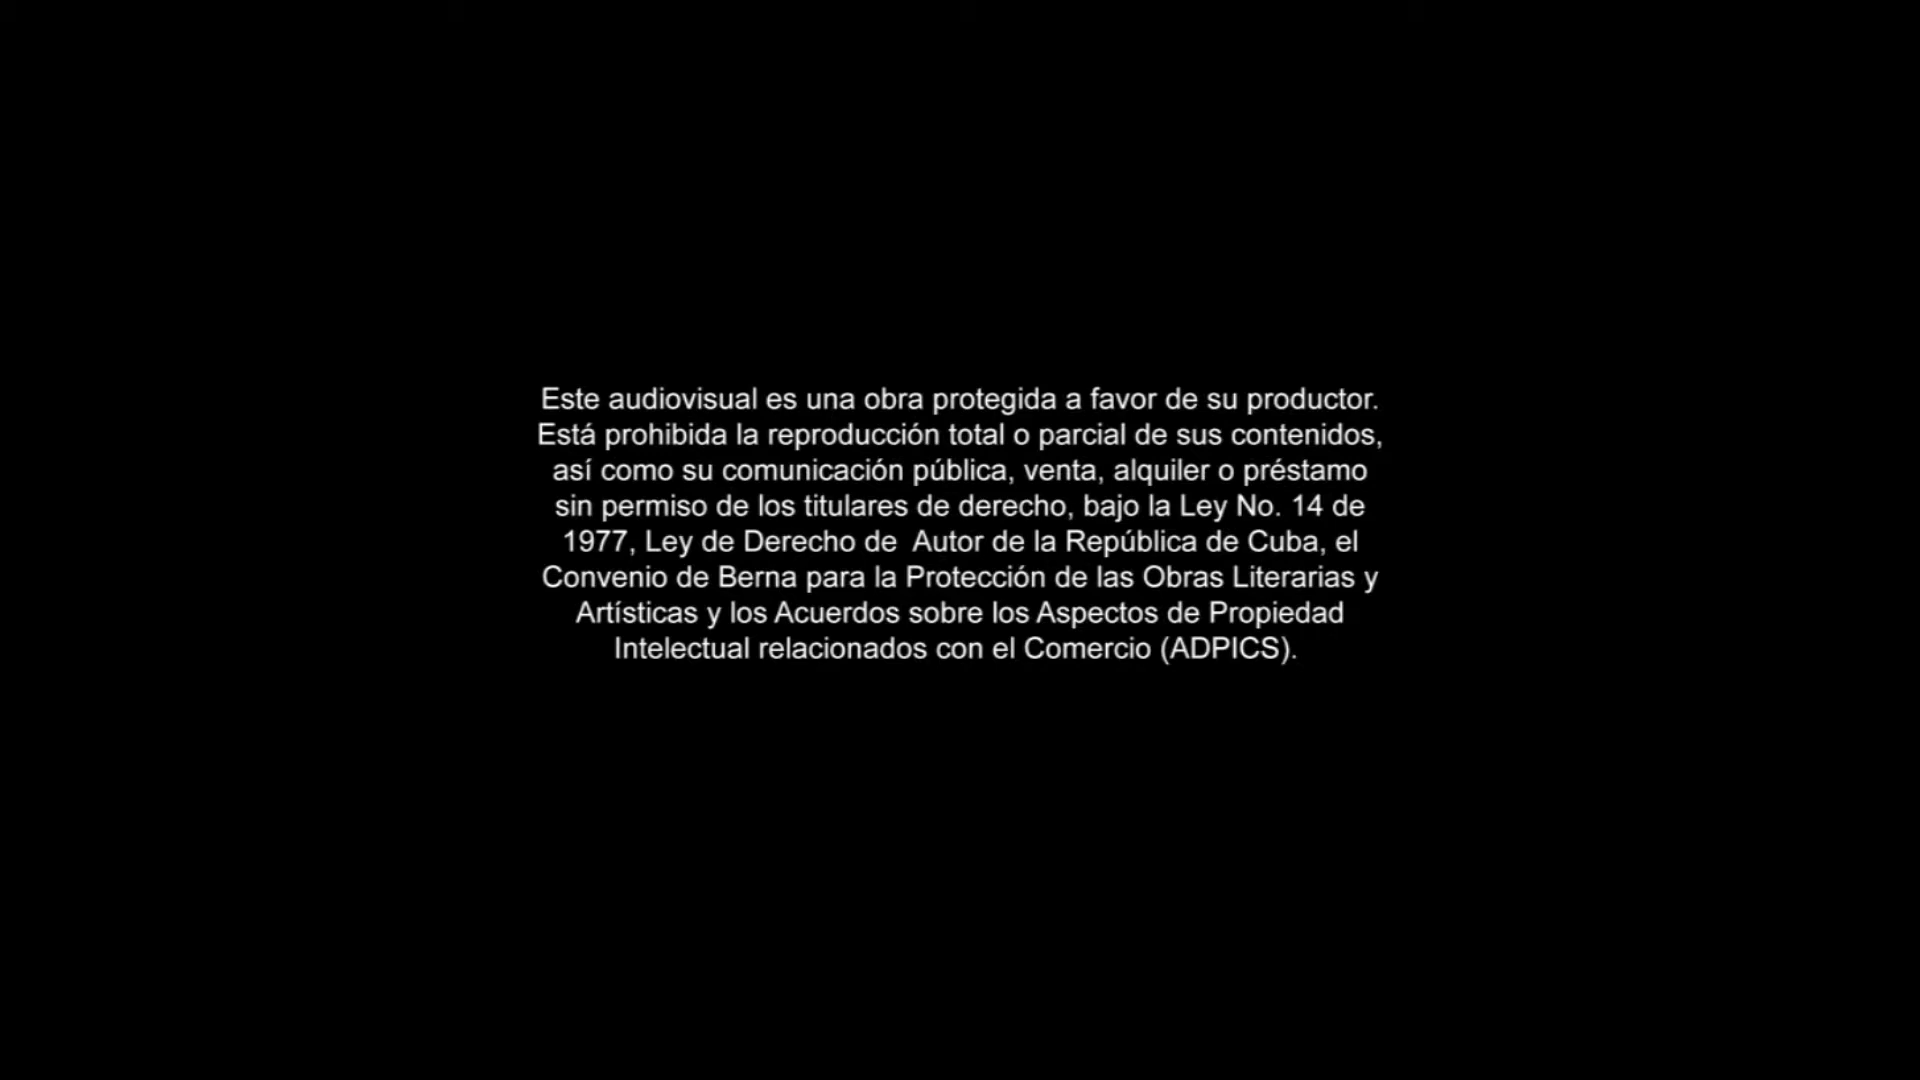 Este audiovisual es una obra protegida a favor de su productor.
Está prohibida la reproducción total o parcial de sus contenidos,
así como su comunicación pública, venta, alquiler o préstamo
sin permiso de los titulares de derecho, bajo la Ley No. 14 de
1977, Ley de Derecho de  Autor de la República de Cuba, el
Convenio de Berna para la Protección de las Obras Literarias y
Artísticas y los Acuerdos sobre los Aspectos de Propiedad
Intelectual relacionados con el Comercio (ADPICS).